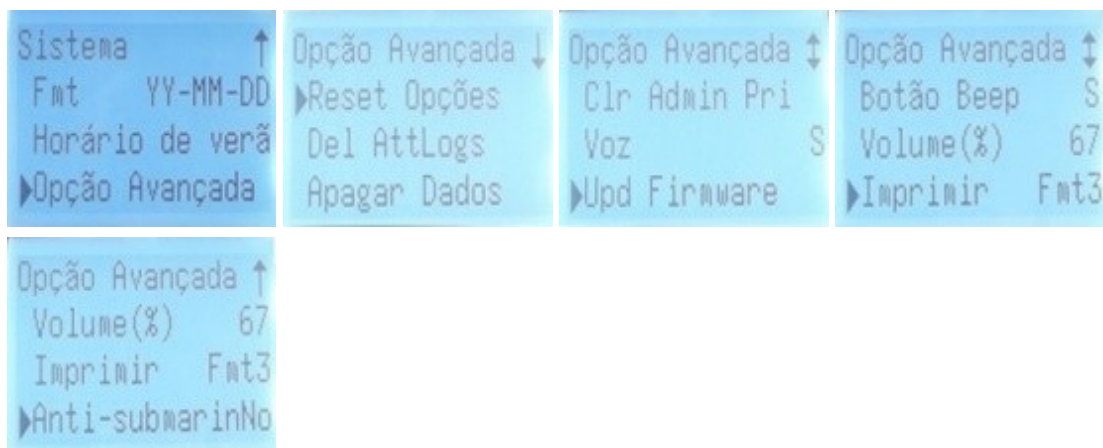 Sistema ↑
Fmt YY-MM-DD
Horário de verã
▶Opção Avançada
Opção Avançada ↓
▶Reset Opções
Del AttLogs
Apagar Dados
Opção Avançada ↕
Clr Admin Pri
Voz S
▶Upd Firmware
Opção Avançada ↕
Botão Beep S
Volume(%) 67
▶Imprimir Fmt3
Opção Avançada ↑
Volume(%) 67
Imprimir Fmt3
▶Anti-submarinNo